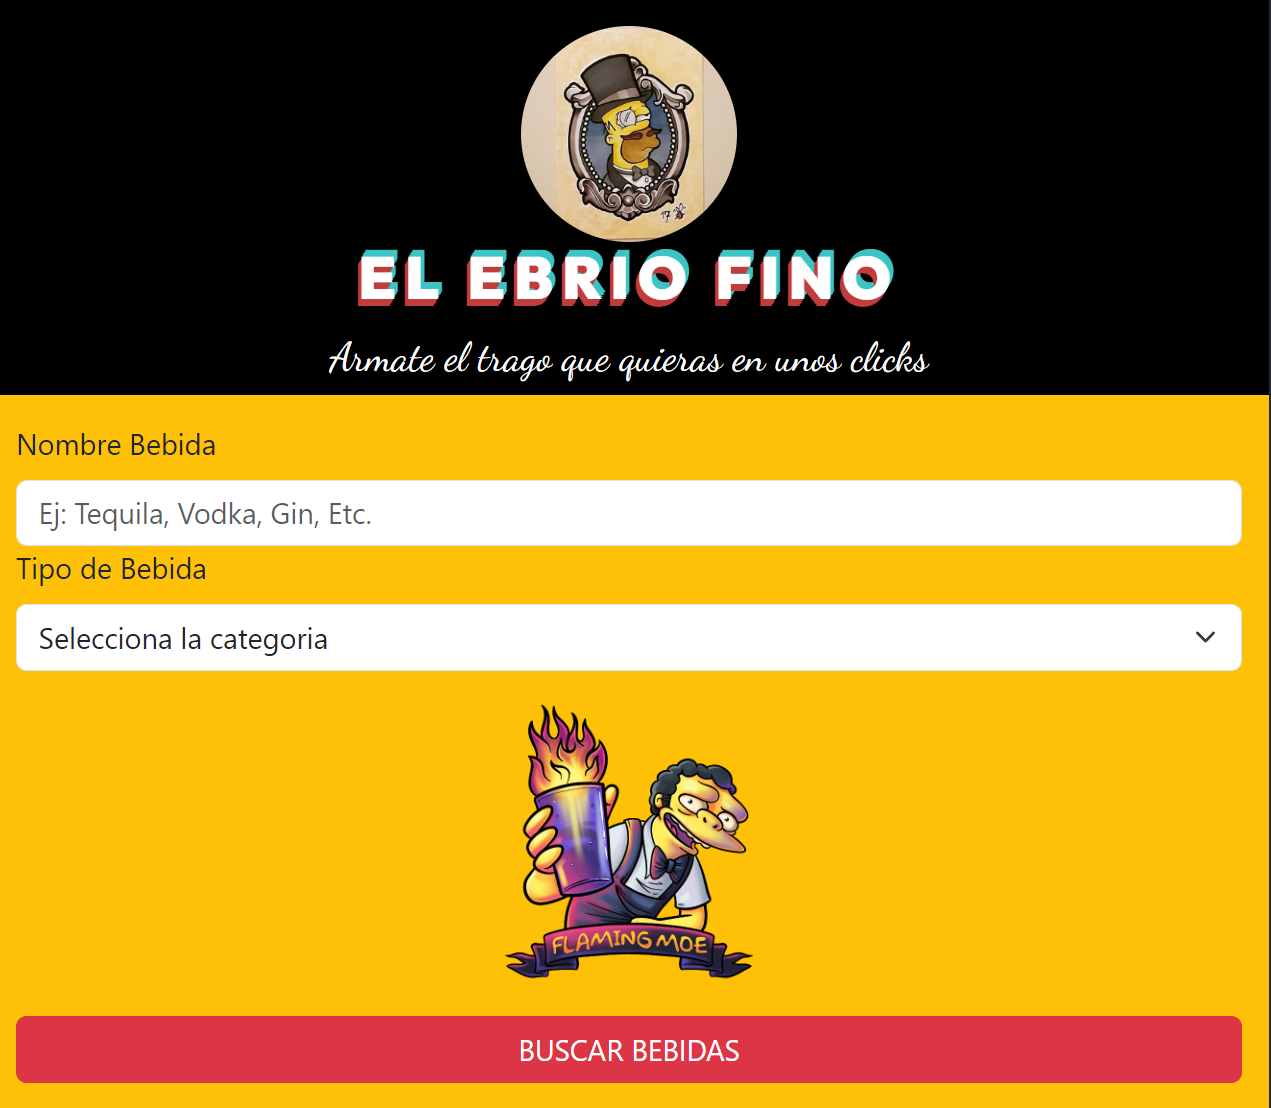 EL EBRIO FINO
Armate el trago que quieras en unos clicks
Nombre Bebida
Ej: Tequila, Vodka, Gin, Etc.
Tipo de Bebida
Selecciona la categoria
FLAMING MOE
BUSCAR BEBIDAS